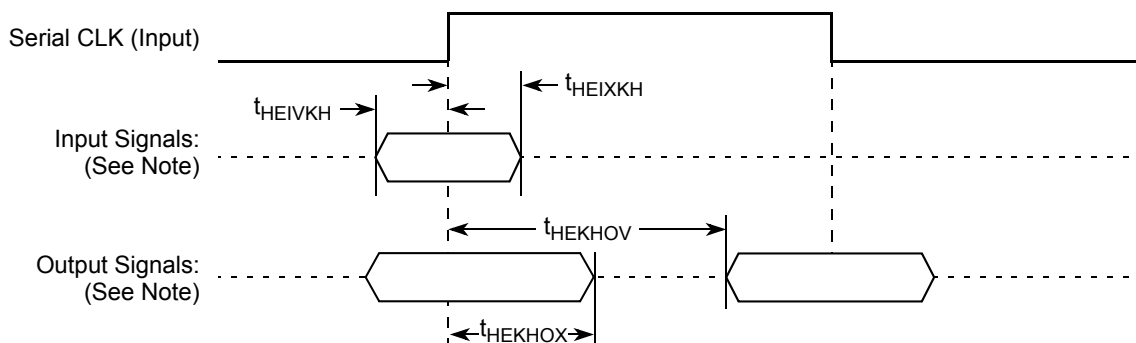 Serial CLK (Input)
tHEIXKH
tHEIVKH
Input Signals:
(See Note)
tHEKHOV
Output Signals:
(See Note)
tHEKHOX